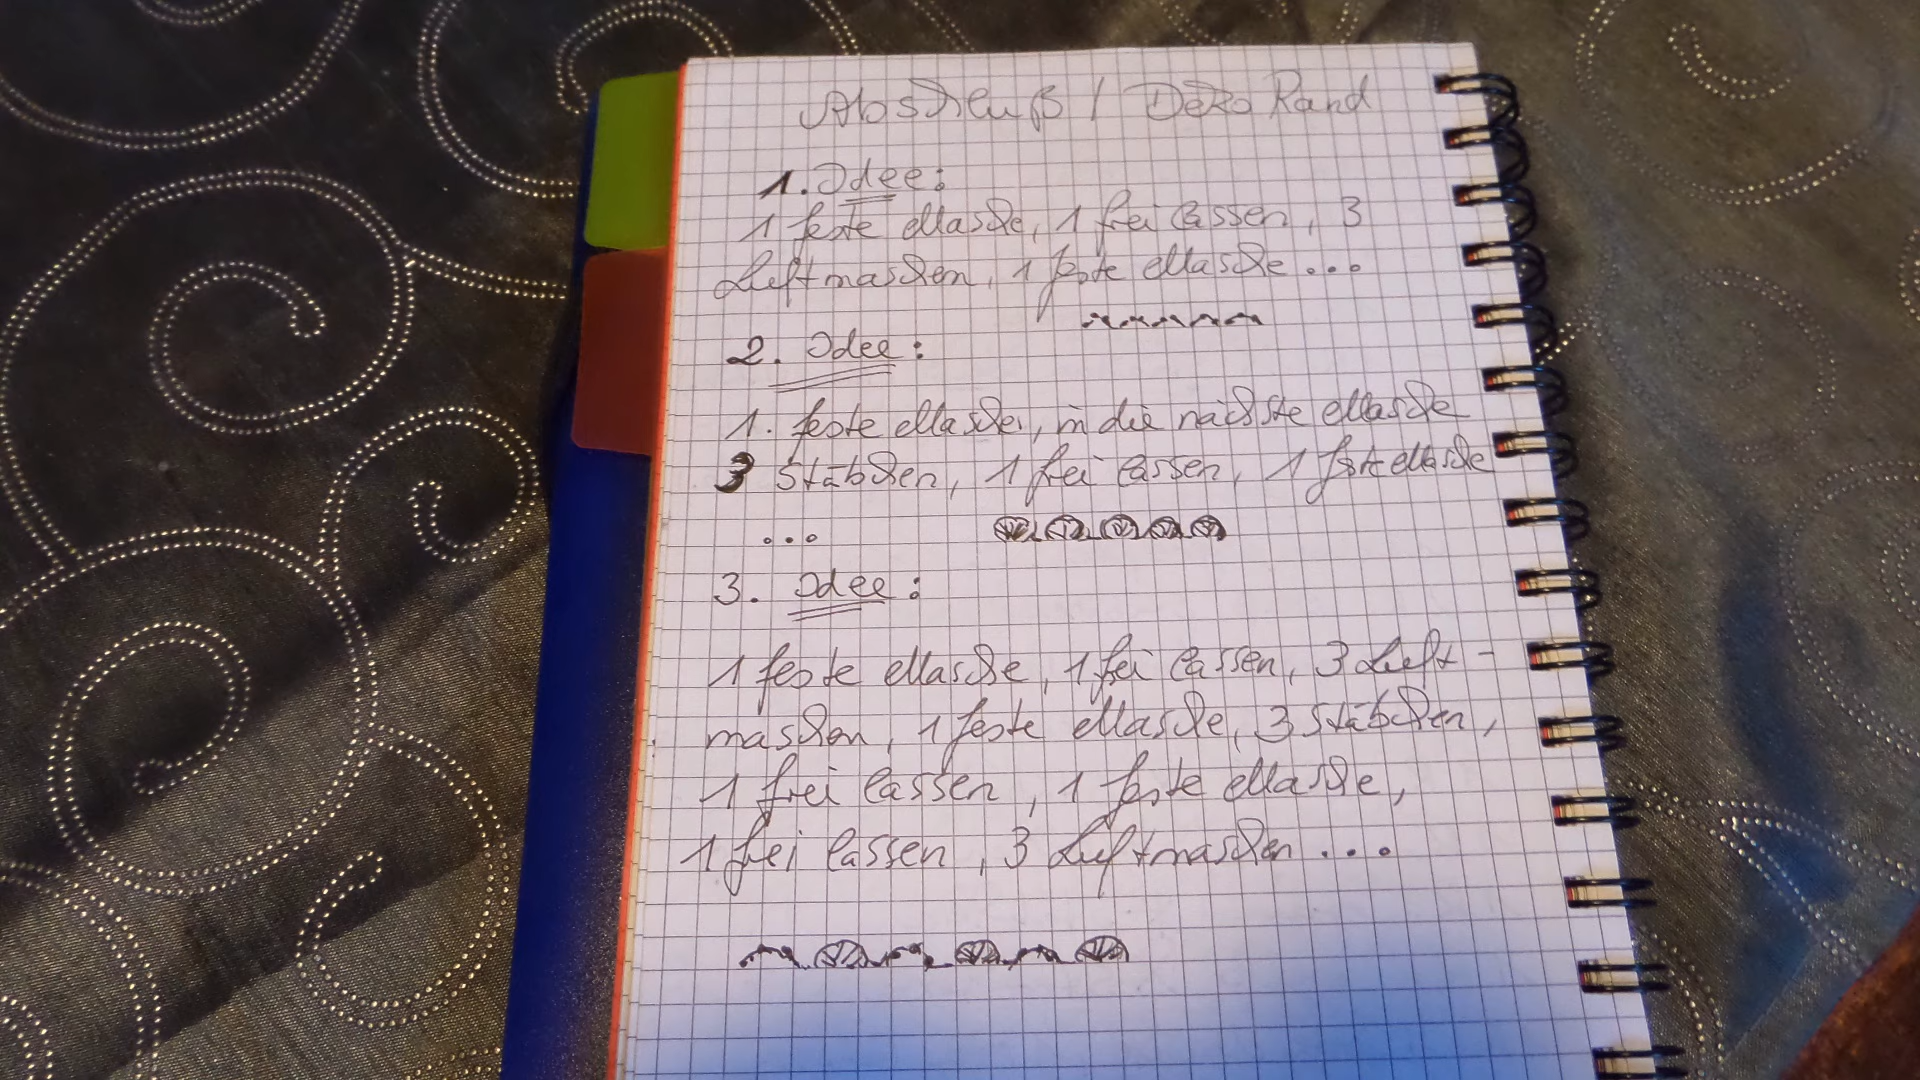 Abschluß / Deko Rand
1. Idee:
1 feste Masche, 1 frei lassen, 3
Luftmaschen, 1 feste Masche ...
2. Idee:
1. feste Masche, in die nächste Masche
3 Stäbchen, 1 frei lassen, 1 feste Masche
...
3. Idee:
1 feste Masche, 1 frei lassen, 3 Luft-
maschen, 1 feste Masche, 3 Stäbchen,
1 frei lassen, 1 feste Masche,
1 frei lassen, 3 Luftmaschen ...